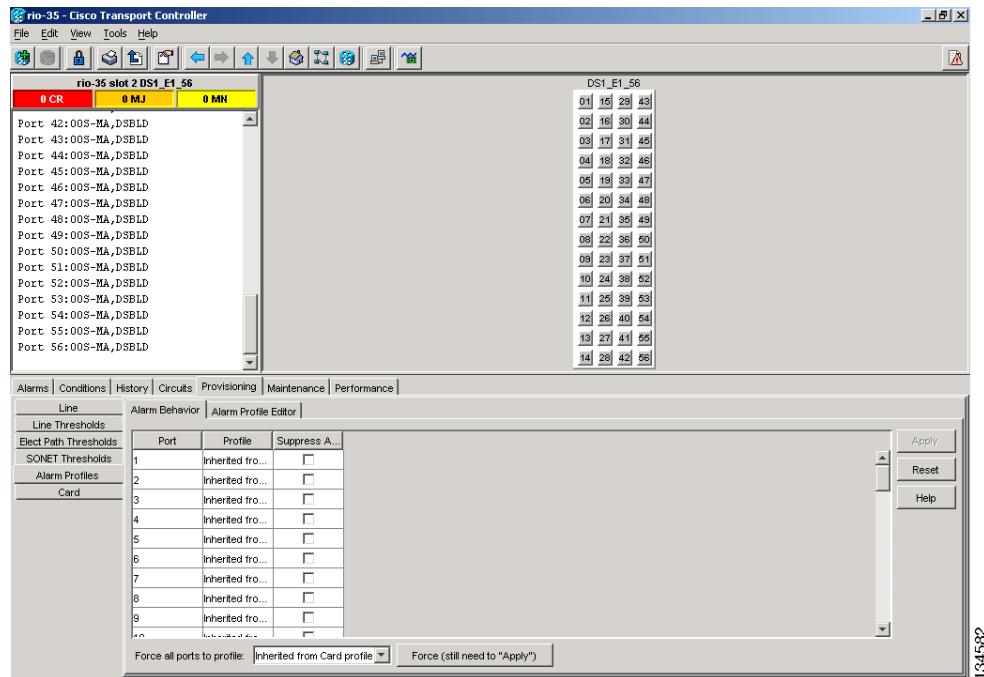 rio-35 - Cisco Transport Controller
File Edit View Tools Help
rio-35 slot 2 DS1_E1_56
0 CR 0 MJ 0 MN
Port 42:OOS-MA,DSBLD
Port 43:OOS-MA,DSBLD
Port 44:OOS-MA,DSBLD
Port 45:OOS-MA,DSBLD
Port 46:OOS-MA,DSBLD
Port 47:OOS-MA,DSBLD
Port 48:OOS-MA,DSBLD
Port 49:OOS-MA,DSBLD
Port 50:OOS-MA,DSBLD
Port 51:OOS-MA,DSBLD
Port 52:OOS-MA,DSBLD
Port 53:OOS-MA,DSBLD
Port 54:OOS-MA,DSBLD
Port 55:OOS-MA,DSBLD
Port 56:OOS-MA,DSBLD
DS1_E1_56
01 15 29 43
02 16 30 44
03 17 31 45
04 18 32 46
05 19 33 47
06 20 34 48
07 21 35 49
08 22 36 50
09 23 37 51
10 24 38 52
11 25 39 53
12 26 40 54
13 27 41 55
14 28 42 56
Alarms Conditions History Circuits Provisioning Maintenance Performance
Line
Line Thresholds
Elect Path Thresholds
SONET Thresholds
Alarm Profiles
Card
Alarm Behavior Alarm Profile Editor
Port Profile Suppress A...
1 Inherited fro...
2 Inherited fro...
3 Inherited fro...
4 Inherited fro...
5 Inherited fro...
6 Inherited fro...
7 Inherited fro...
8 Inherited fro...
9 Inherited fro...
Apply
Reset
Help
Force all ports to profile: Inherited from Card profile Force (still need to "Apply")
134582